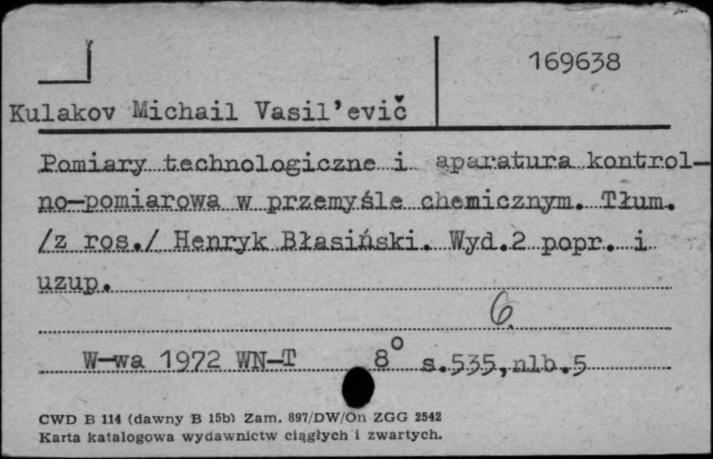 169638
Kulakov Michail Vasil'evič
Pomiary technologiczne i aparatura kontrol-
no-pomiarowa w przemyśle chemicznym. Tłum.
/z ros./ Henryk Błasiński. Wyd.2 popr. i
uzup.
6
W-wa 1972 WN-T 8° s.535,nlb.5
CWD B 114 (dawny B 15b) Zam. 897/DW/On ZGG 2542
Karta katalogowa wydawnictw ciągłych i zwartych.